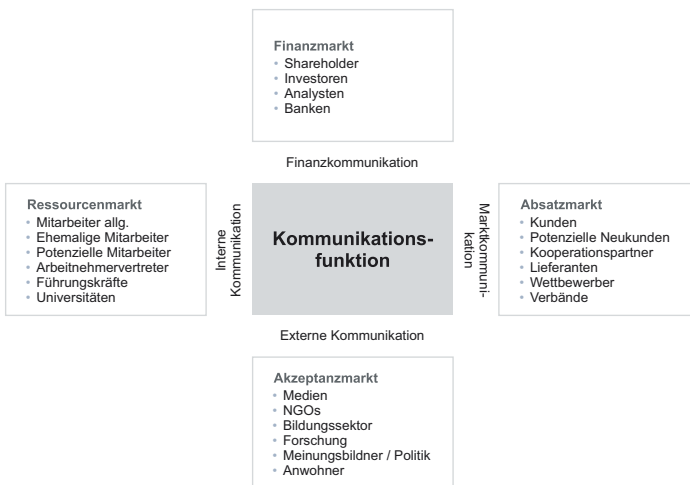 Finanzmarkt
• Shareholder
• Investoren
• Analysten
• Banken
Finanzkommunikation
Ressourcenmarkt
• Mitarbeiter allg.
• Ehemalige Mitarbeiter
• Potenzielle Mitarbeiter
• Arbeitnehmervertreter
• Führungskräfte
• Universitäten
Interne
Kommunikation
Kommunikations-
funktion
Marktkommuni-
kation
Absatzmarkt
• Kunden
• Potenzielle Neukunden
• Kooperationspartner
• Lieferanten
• Wettbewerber
• Verbände
Externe Kommunikation
Akzeptanzmarkt
• Medien
• NGOs
• Bildungssektor
• Forschung
• Meinungsbildner / Politik
• Anwohner